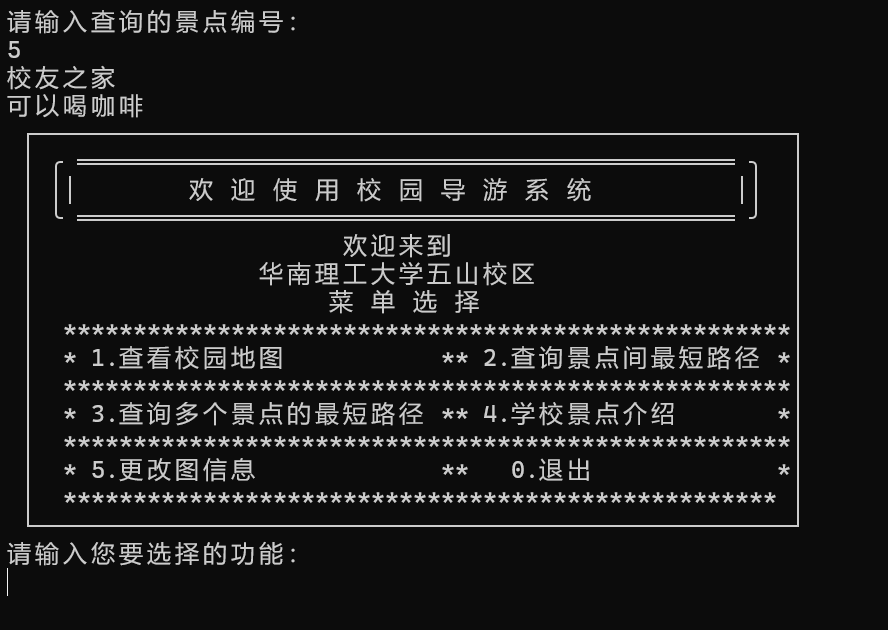 请输入查询的景点编号：
5
校友之家
可以喝咖啡
欢 迎 使 用 校 园 导 游 系 统
欢迎来到
华南理工大学五山校区
菜 单 选 择
****************************************************
* 1.查看校园地图 ** 2.查询景点间最短路径 *
****************************************************
* 3.查询多个景点的最短路径 ** 4.学校景点介绍 *
****************************************************
* 5.更改图信息 ** 0.退出 *
***************************************************
请输入您要选择的功能：